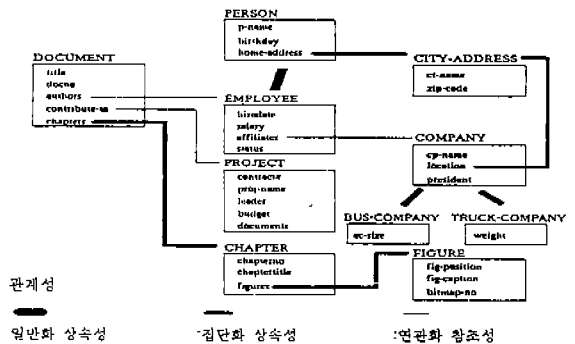 PERSON
p-name
birthday
home-address
DOCUMENT
title
docno
authors
contribute-to
chapters
CITY-ADDRESS
ct-name
zip-code
EMPLOYEE
hiredate
salary
affiliates
status
COMPANY
cp-name
location
president
PROJECT
contracts
proj-name
leader
budget
documents
BUS-COMPANY
TRUCK-COMPANY
weight
CHAPTER
chapterno
chaptertitle
figures
FIGURE
fig-position
fig-caption
bitmap-no
관계성
일반화 상속성
집단화 상속성
연관화 참조성